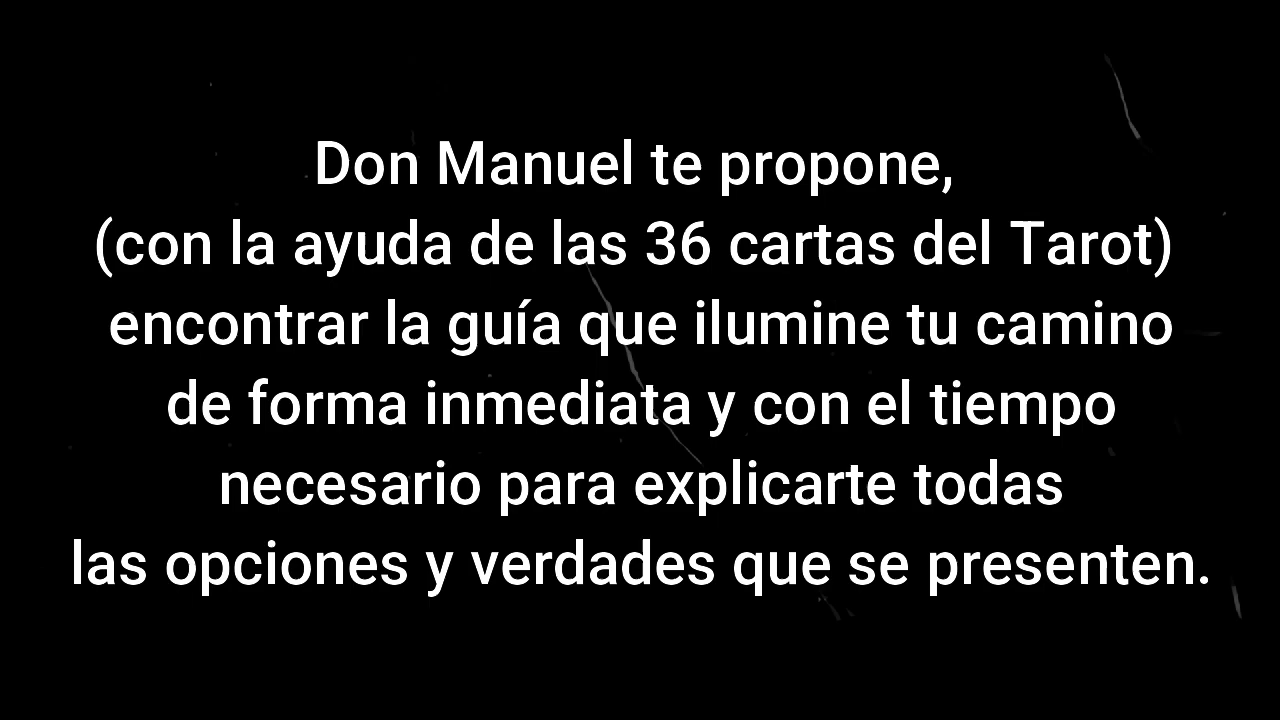 Don Manuel te propone,
(con la ayuda de las 36 cartas del Tarot)
encontrar la guía que ilumine tu camino
de forma inmediata y con el tiempo
necesario para explicarte todas
las opciones y verdades que se presenten.